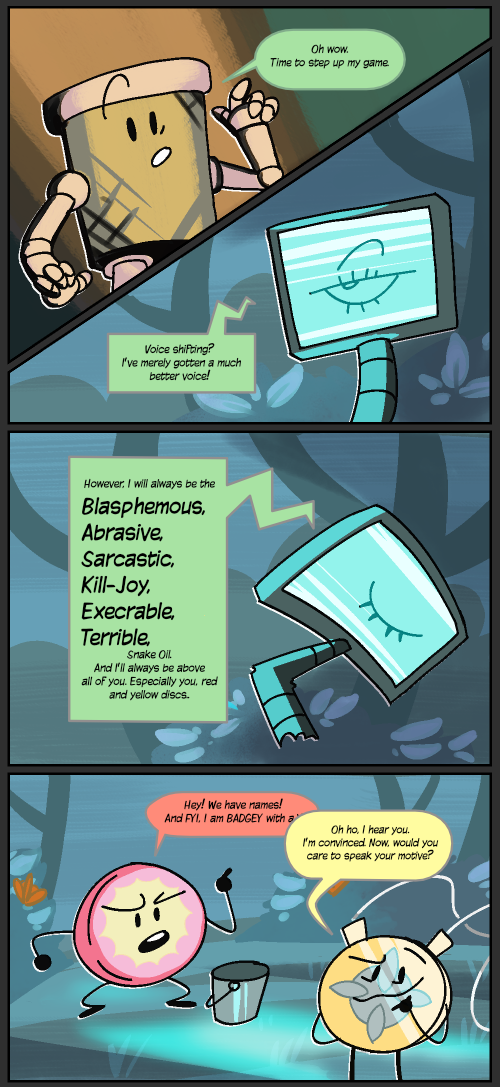 Oh wow.
Time to step up my game.
Voice shifting?
I've merely gotten a much
better voice!
However, I will always be the
Blasphemous,
Abrasive,
Sarcastic,
Kill-Joy,
Execrable,
Terrible,
Snake Oil.
And I'll always be above
all of you. Especially you, red
and yellow discs.
Hey! We have names!
And FYI, I am BADGEY with a
Oh ho, I hear you.
I'm convinced. Now, would you
care to speak your motive?